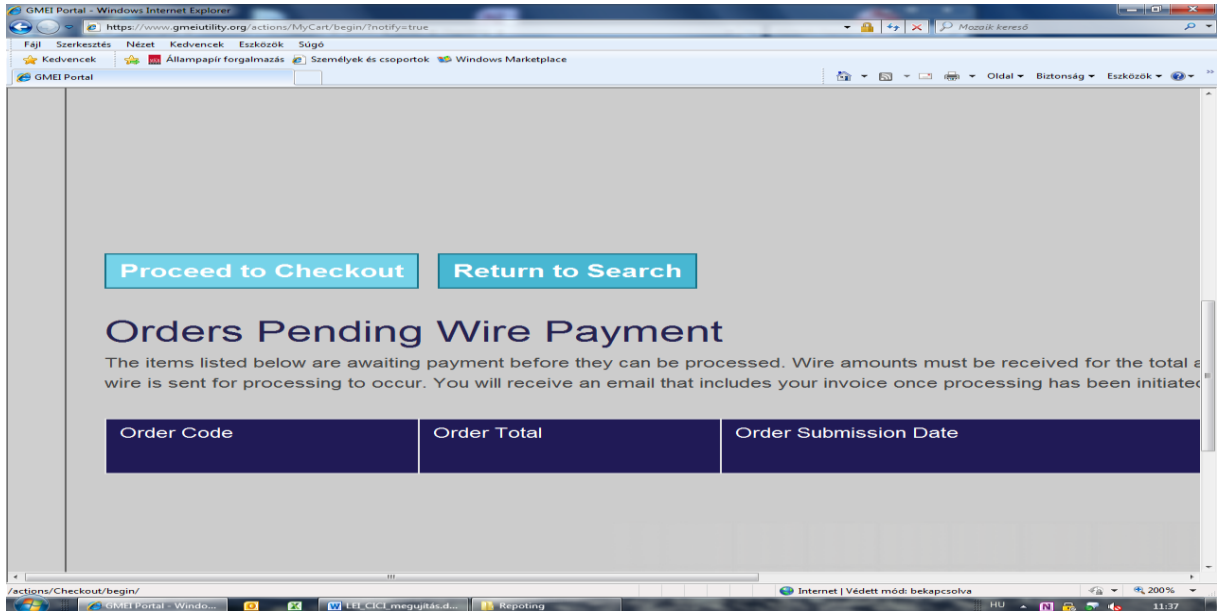 GMEI Portal - Windows Internet Explorer
https://www.gmeiutility.org/actions/MyCart/begin/?notify=true
Mozaik kereső
Fájl Szerkesztés Nézet Kedvencek Eszközök Súgó
Kedvencek Állampapír forgalmazás Személyek és csoportok Windows Marketplace
GMEI Portal Oldal Biztonság Eszközök
Proceed to Checkout Return to Search
Orders Pending Wire Payment
The items listed below are awaiting payment before they can be processed. Wire amounts must be received for the total a
wire is sent for processing to occur. You will receive an email that includes your invoice once processing has been initiated
Order Code Order Total Order Submission Date
/actions/Checkout/begin/ Internet | Védett mód: bekapcsolva 200%
GMEI Portal - Windo... LEI_CICI_megujítás.d... Repoting HU 11:37